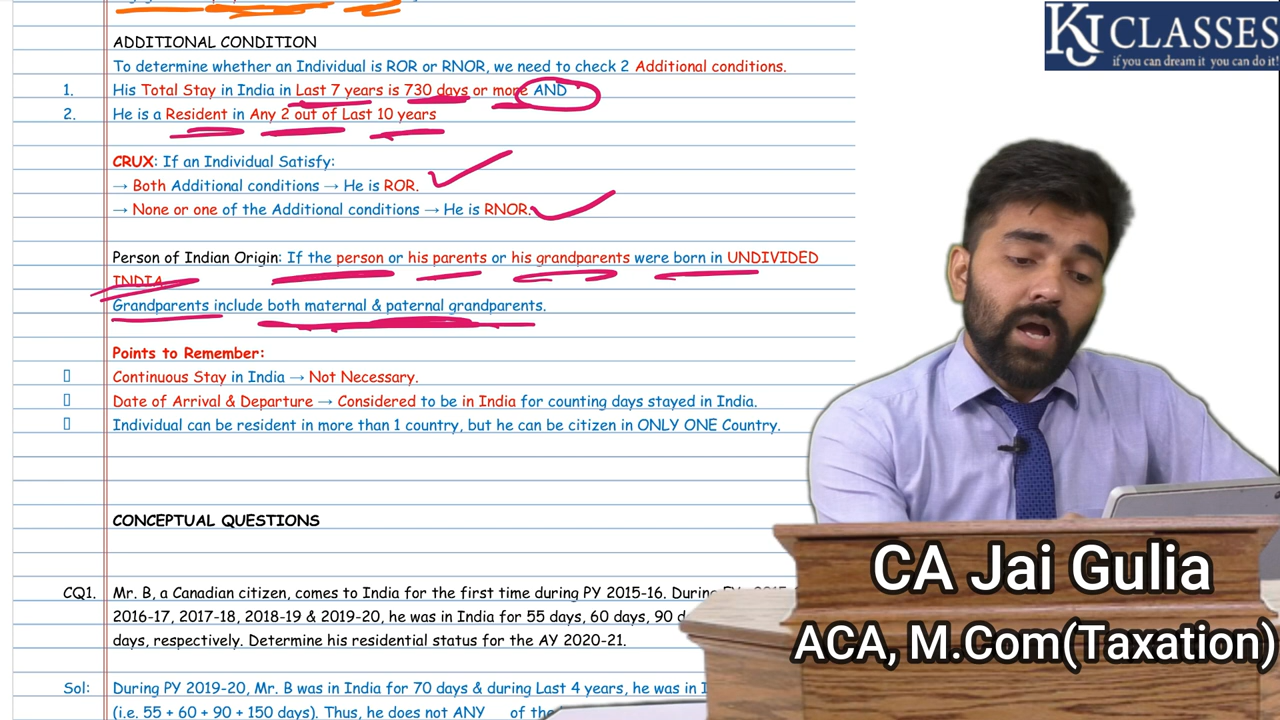 KJ CLASSES
if you can dream it you can do it!
ADDITIONAL CONDITION
To determine whether an Individual is ROR or RNOR, we need to check 2 Additional conditions.
1. His Total Stay in India in Last 7 years is 730 days or more AND
2. He is a Resident in Any 2 out of Last 10 years
CRUX: If an Individual Satisfy:
→ Both Additional conditions → He is ROR.
→ None or one of the Additional conditions → He is RNOR.
Person of Indian Origin: If the person or his parents or his grandparents were born in UNDIVIDED
INDIA.
Grandparents include both maternal & paternal grandparents.
Points to Remember:
Continuous Stay in India → Not Necessary.
Date of Arrival & Departure → Considered to be in India for counting days stayed in India.
Individual can be resident in more than 1 country, but he can be citizen in ONLY ONE Country.
CONCEPTUAL QUESTIONS
CQ1. Mr. B, a Canadian citizen, comes to India for the first time during PY 2015-16. During
2016-17, 2017-18, 2018-19 & 2019-20, he was in India for 55 days, 60 days, 90
days, respectively. Determine his residential status for the AY 2020-21.
Sol: During PY 2019-20, Mr. B was in India for 70 days & during Last 4 years, he was in
(i.e. 55 + 60 + 90 + 150 days). Thus, he does not ANY of the
CA Jai Gulia
ACA, M.Com(Taxation)